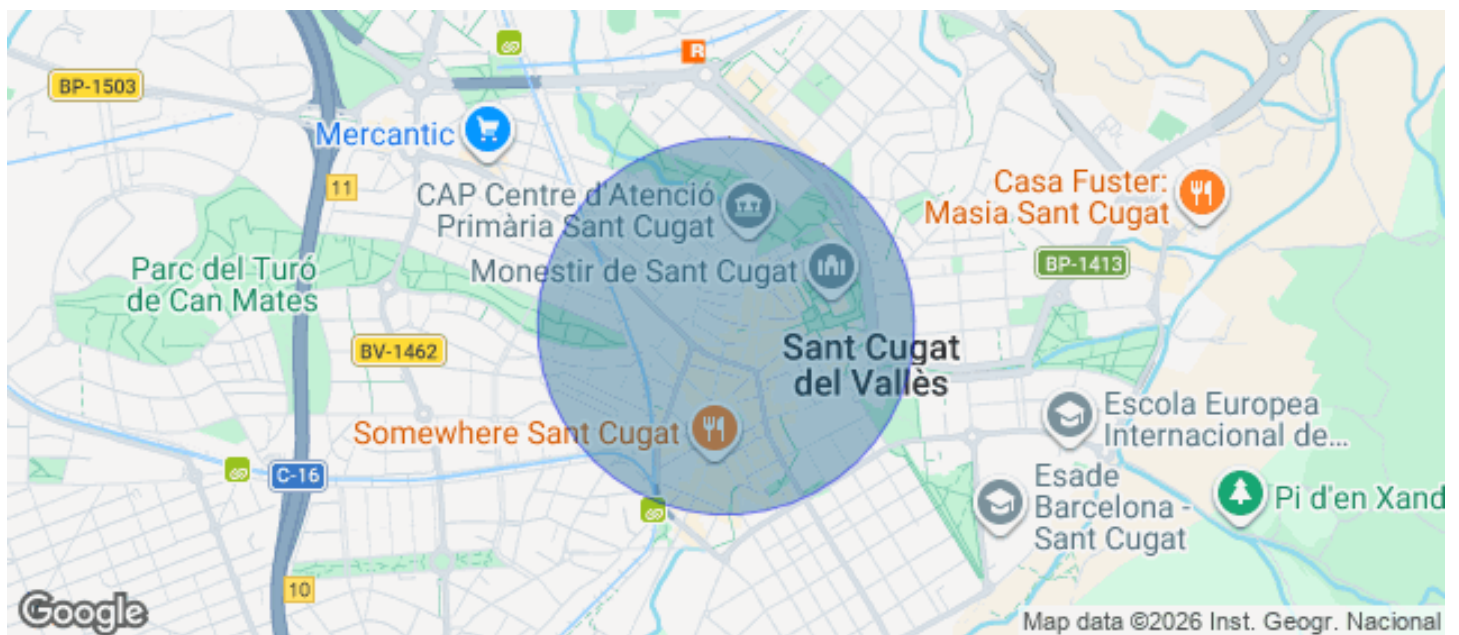 BP-1503
R
Mercantic
11
CAP Centre d'Atenció
Primària Sant Cugat
Casa Fuster:
Masia Sant Cugat
Monestir de Sant Cugat
BP-1413
Parc del Turó
de Can Mates
BV-1462
Sant Cugat
del Vallès
Somewhere Sant Cugat
Escola Europea
Internacional de...
C-16
Esade
Barcelona -
Sant Cugat
Pi d'en Xand
10
Google
Map data ©2026 Inst. Geogr. Nacional